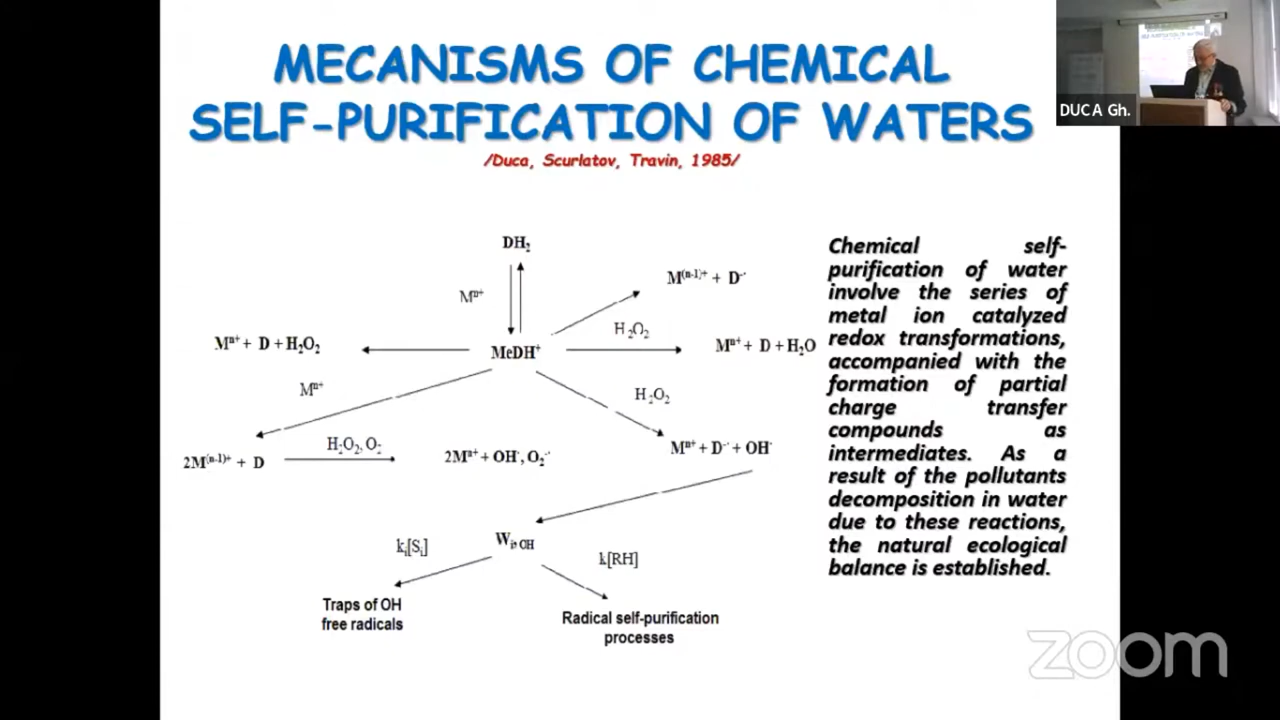 MECANISMS OF CHEMICAL
SELF-PURIFICATION OF WATERS
/Duca, Scurlatov, Travin, 1985/
DUCA Gh.
DH₂
Mⁿ⁺
M⁽ⁿ⁻¹⁾⁺ + D⁻·
H₂O₂
Mⁿ⁺ + D + H₂O₂
MeDH⁺
Mⁿ⁺ + D + H₂O
Mⁿ⁺
H₂O₂
2M⁽ⁿ⁻¹⁾⁺ + D
H₂O₂, O₂
2Mⁿ⁺ + OH·, O₂⁻·
Mⁿ⁺ + D⁻· + OH·
kᵢ[Sᵢ]
Wᵢ, OH
k[RH]
Traps of OH
free radicals
Radical self-purification
processes
Chemical self-
purification of water
involve the series of
metal ion catalyzed
redox transformations,
accompanied with the
formation of partial
charge transfer
compounds as
intermediates. As a
result of the pollutants
decomposition in water
due to these reactions,
the natural ecological
balance is established.
zoom